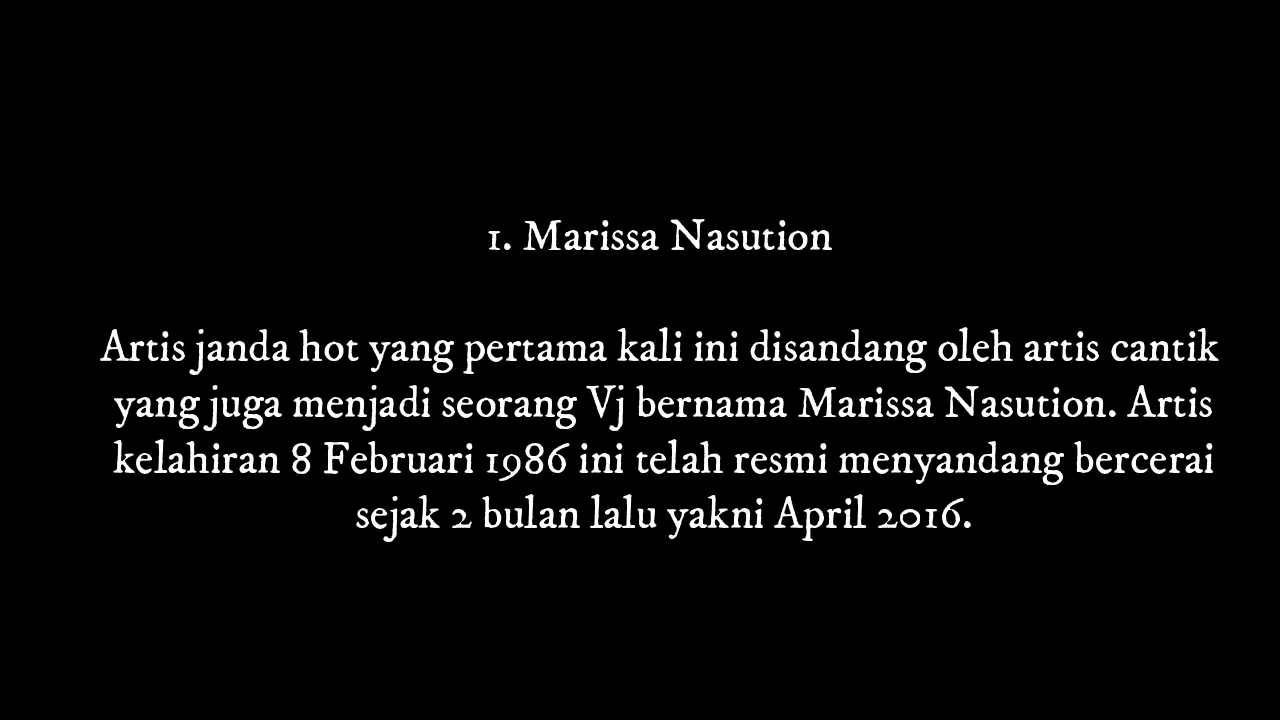 1. Marissa Nasution
Artis janda hot yang pertama kali ini disandang oleh artis cantik
yang juga menjadi seorang Vj bernama Marissa Nasution. Artis
kelahiran 8 Februari 1986 ini telah resmi menyandang bercerai
sejak 2 bulan lalu yakni April 2016.